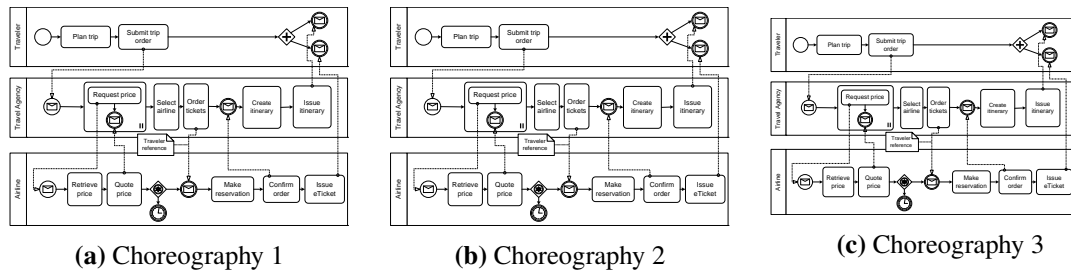 Traveler
Plan trip
Submit trip
order
Travel Agency
Request price
Select
airline
Order
tickets
Create
itinerary
Issue
itinerary
Traveler
reference
Airline
Retrieve
price
Quote
price
Make
reservation
Confirm
order
Issue
eTicket
(a) Choreography 1
Traveler
Plan trip
Submit trip
order
Travel Agency
Request price
Select
airline
Order
tickets
Create
itinerary
Issue
itinerary
Traveler
reference
Airline
Retrieve
price
Quote
price
Make
reservation
Confirm
order
Issue
eTicket
(b) Choreography 2
Traveler
Plan trip
Submit trip
order
Travel Agency
Request price
Select
airline
Order
tickets
Create
itinerary
Issue
itinerary
Traveler
reference
Airline
Retrieve
price
Quote
price
Make
reservation
Confirm
order
Issue
eTicket
(c) Choreography 3